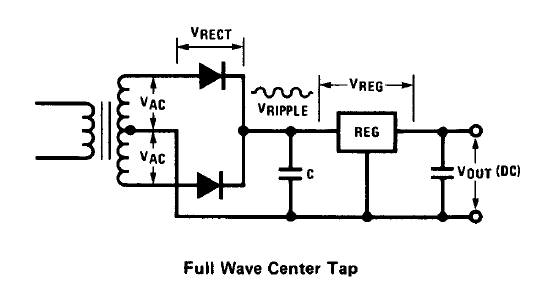 VRECT
VAC
VAC
VRIPPLE
VREG
REG
C
VOUT (DC)
Full Wave Center Tap